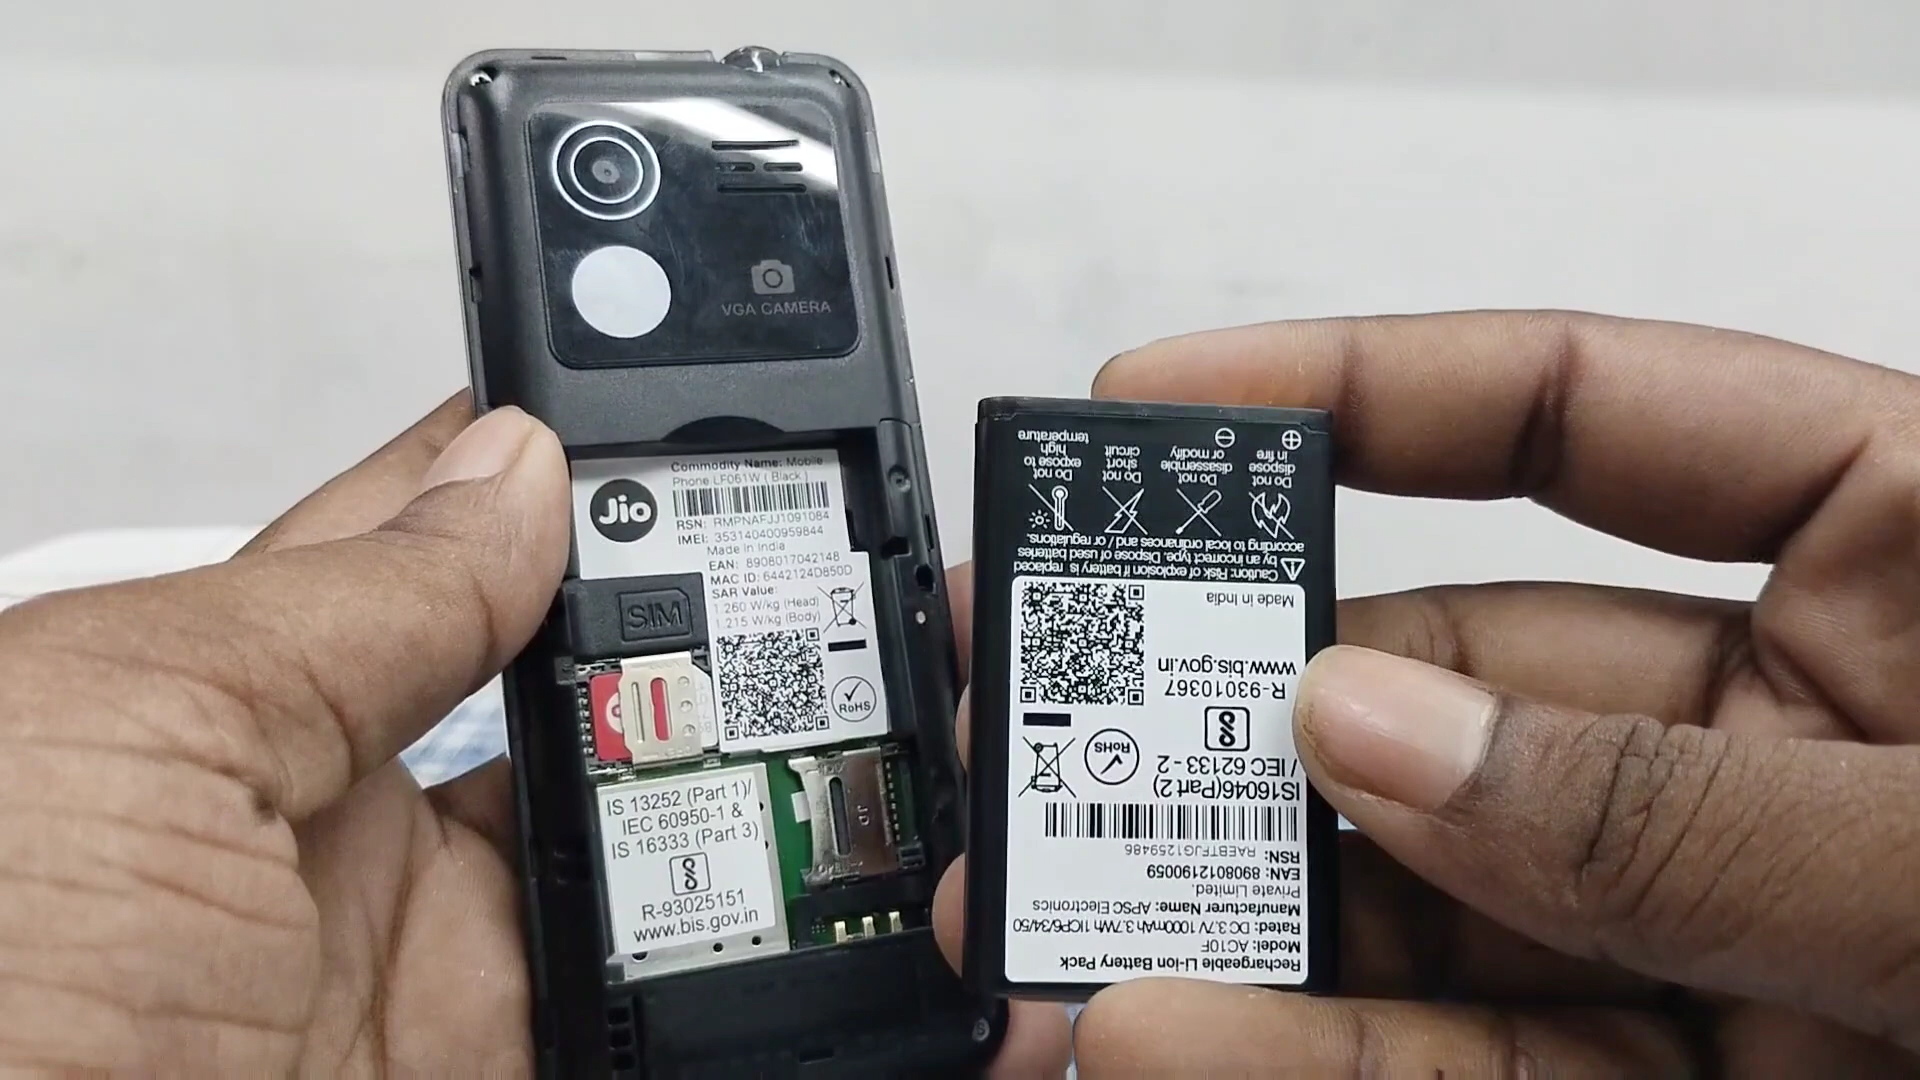 VGA CAMERA
Jio
Commodity Name: Mobile
Phone LF061W ( Black )
RSN: RMPNAFJJ1091084
IMEI: 353140400959844
Made in India
EAN: 8908017042148
MAC ID: 6442124D850D
SAR Value:
1.260 W/kg (Head)
1.215 W/kg (Body)
RoHS
SIM
IS 13252 (Part 1)/
IEC 60950-1 &
IS 16333 (Part 3)
R-93025151
www.bis.gov.in
Rechargeable Li-Ion Battery Pack
Model: AC10F
Rated: DC 3.7V 1000mAh 3.7Wh 1ICP6/34/50
Manufacturer Name: APSC Electronics
Private Limited.
EAN: 8908012190059
RSN: RAEBTFJG1259486
IS16046(Part 2)
/ IEC 62133-2
RoHS
R-93010367
www.bis.gov.in
Made in India
Caution: Risk of explosion if battery is replaced
by an incorrect type. Dispose of used batteries
according to local ordinances and / or regulations.
Do not dispose in fire
Do not disassemble or modify
Do not short circuit
Do not expose to high temperature